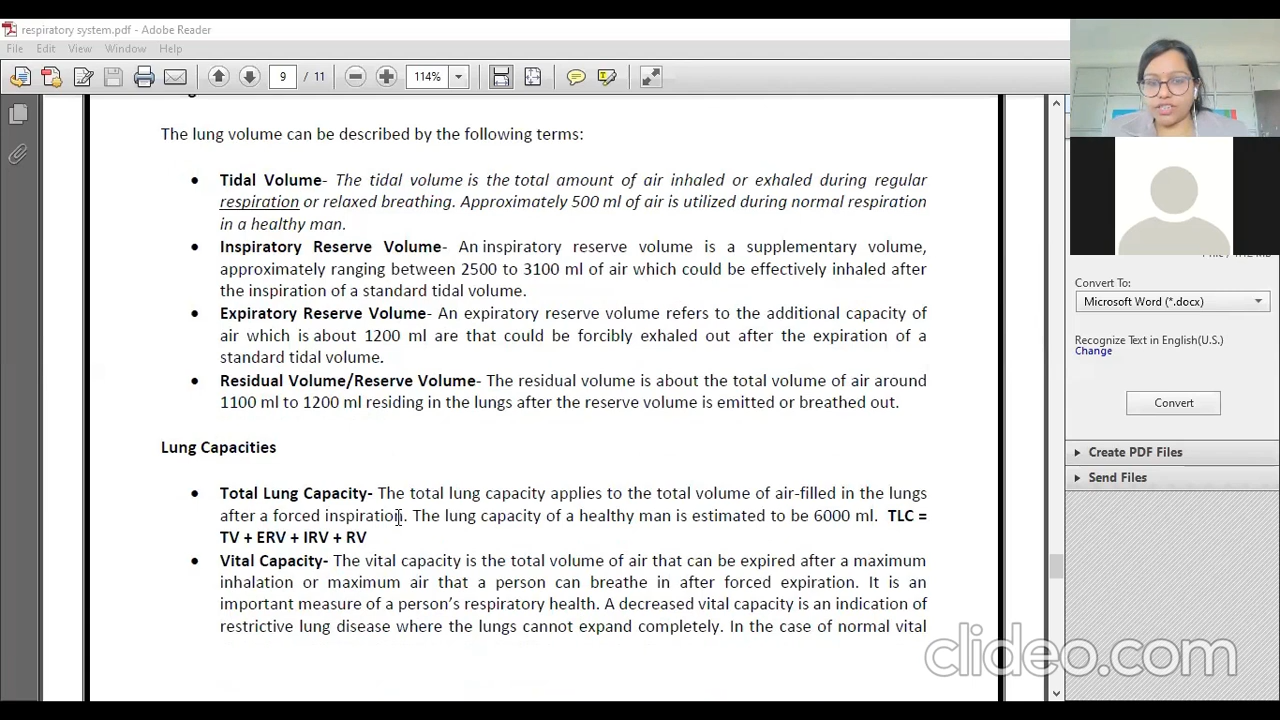 respiratory system.pdf - Adobe Reader
File Edit View Window Help
9 / 11 114%
The lung volume can be described by the following terms:
• Tidal Volume- The tidal volume is the total amount of air inhaled or exhaled during regular
respiration or relaxed breathing. Approximately 500 ml of air is utilized during normal respiration
in a healthy man.
• Inspiratory Reserve Volume- An inspiratory reserve volume is a supplementary volume,
approximately ranging between 2500 to 3100 ml of air which could be effectively inhaled after
the inspiration of a standard tidal volume.
• Expiratory Reserve Volume- An expiratory reserve volume refers to the additional capacity of
air which is about 1200 ml are that could be forcibly exhaled out after the expiration of a
standard tidal volume.
• Residual Volume/Reserve Volume- The residual volume is about the total volume of air around
1100 ml to 1200 ml residing in the lungs after the reserve volume is emitted or breathed out.
Lung Capacities
• Total Lung Capacity- The total lung capacity applies to the total volume of air-filled in the lungs
after a forced inspiration. The lung capacity of a healthy man is estimated to be 6000 ml. TLC =
TV + ERV + IRV + RV
• Vital Capacity- The vital capacity is the total volume of air that can be expired after a maximum
inhalation or maximum air that a person can breathe in after forced expiration. It is an
important measure of a person's respiratory health. A decreased vital capacity is an indication of
restrictive lung disease where the lungs cannot expand completely. In the case of normal vital
Convert To:
Microsoft Word (*.docx)
Recognize Text in English(U.S.)
Change
Convert
Create PDF Files
Send Files
clideo.com